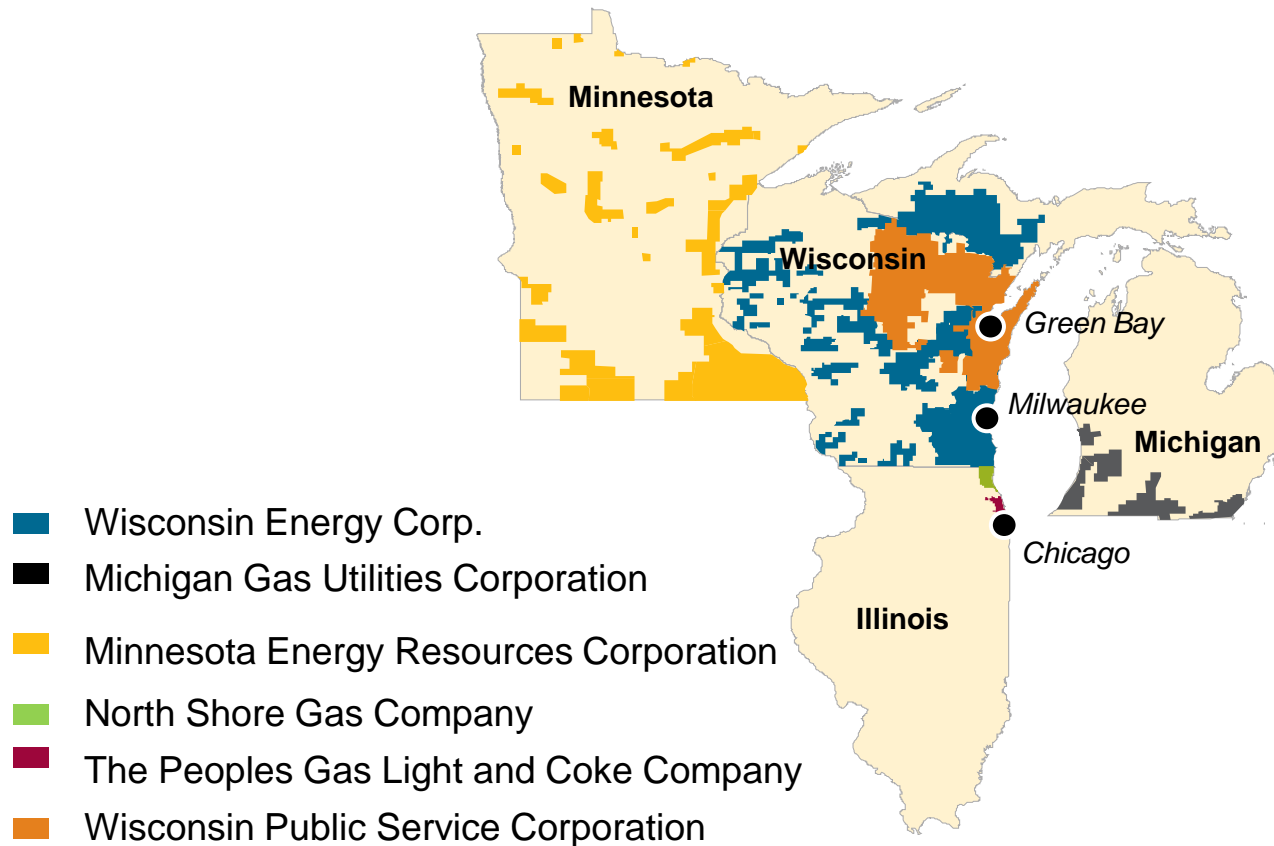 Minnesota
Wisconsin
Green Bay
Milwaukee
Michigan
Chicago
Illinois
Wisconsin Energy Corp.
Michigan Gas Utilities Corporation
Minnesota Energy Resources Corporation
North Shore Gas Company
The Peoples Gas Light and Coke Company
Wisconsin Public Service Corporation